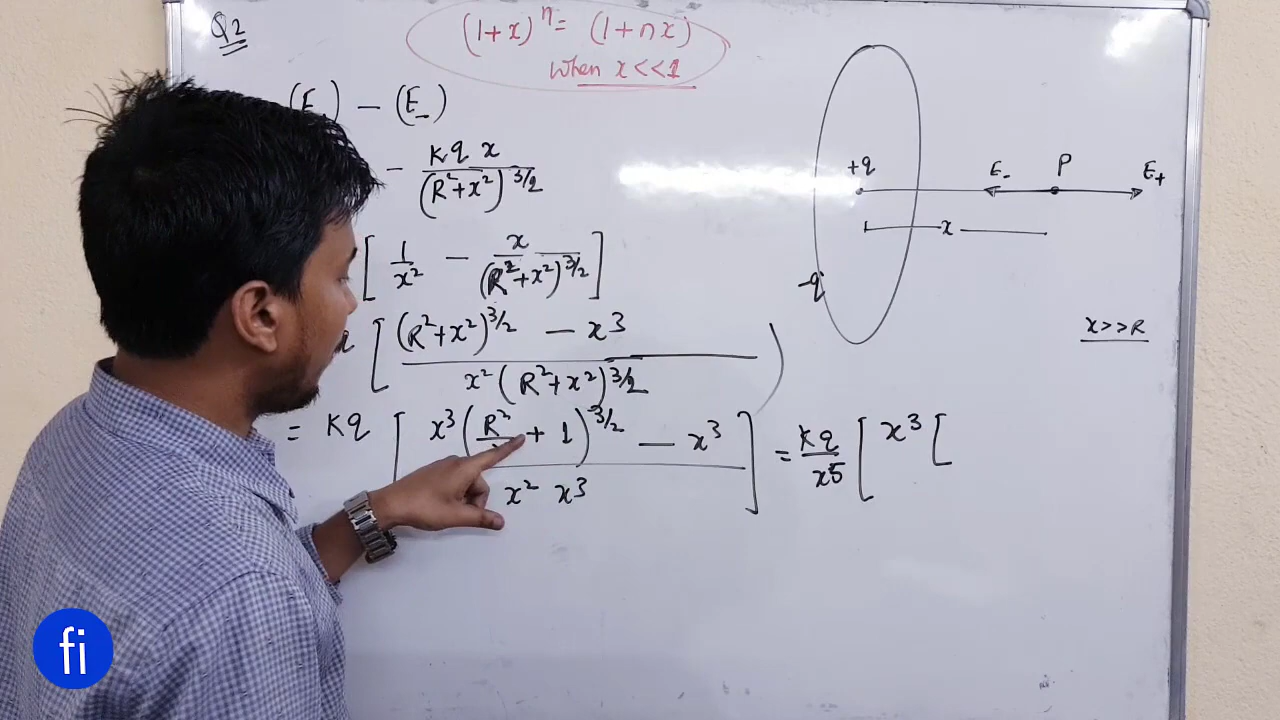 Q2
(1+x)^n = (1+nx)
When x<<1
(E₊) – (E₋)
– Kq x / (R²+x²)^3/2
[ 1/x² – x / (R²+x²)^3/2 ]
[ (R²+x²)^3/2 – x³ / x² (R²+x²)^3/2 )
= Kq [ x³ ( R² + 1 )^3/2 – x³ / x² x³ ] = Kq / x5 [ x³ [
+q
E₋
P
E₊
x
-q
x>>R
fi